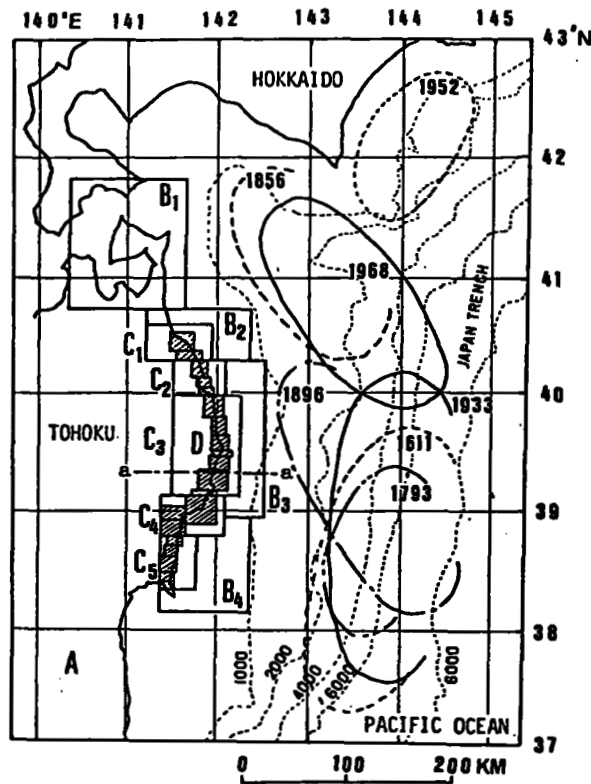 140°E 141 142 143 144 145
43°N
HOKKAIDO
1952
42
B1
1856
1968
41
JAPAN TRENCH
B2
C1
C2
40
1896
1933
TOHOKU
C3
D
1611
1793
a a
B3
39
C4
C5
B4
38
A
1000
2000
4000
6000
6000
PACIFIC OCEAN
37
0 100 200 KM